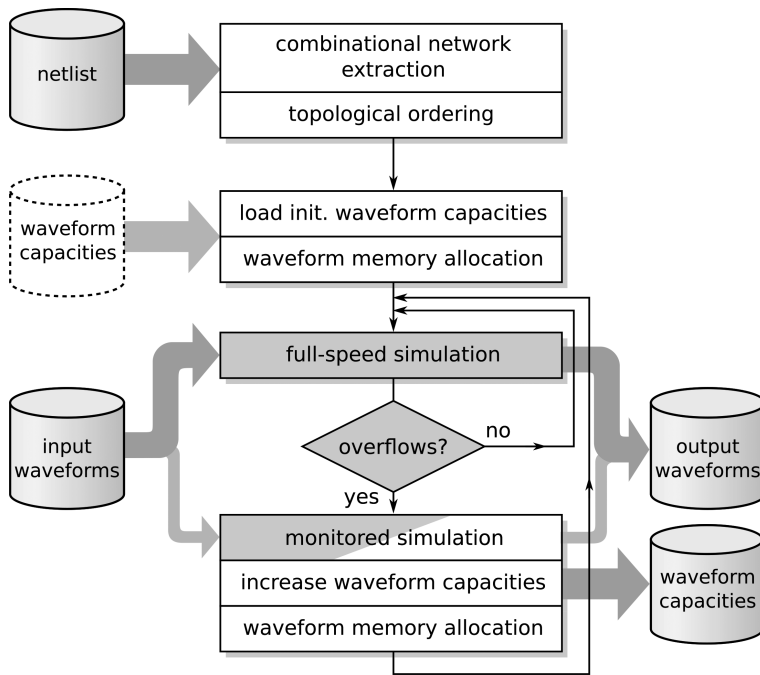 netlist
combinational network
extraction
topological ordering
waveform
capacities
load init. waveform capacities
waveform memory allocation
full-speed simulation
input
waveforms
overflows?
no
yes
output
waveforms
monitored simulation
increase waveform capacities
waveform memory allocation
waveform
capacities